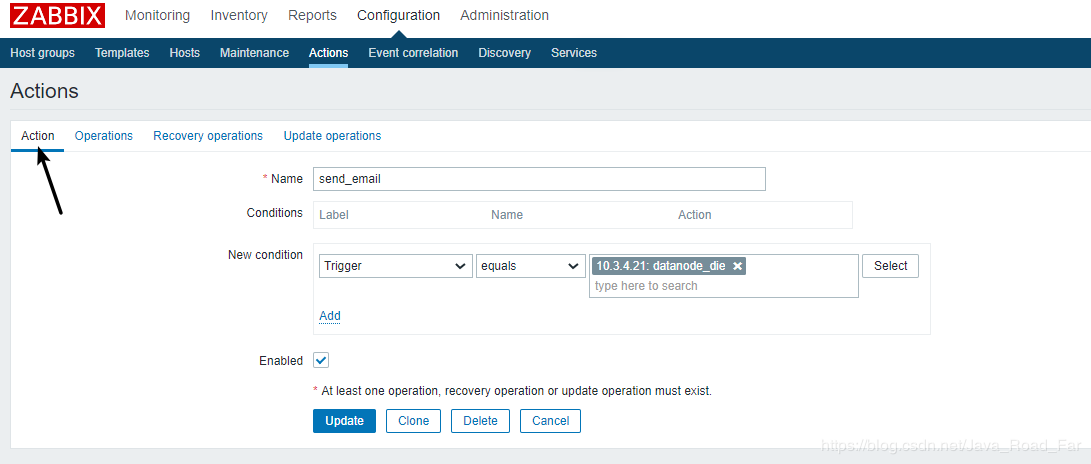 ZABBIX Monitoring Inventory Reports Configuration Administration
Host groups Templates Hosts Maintenance Actions Event correlation Discovery Services
Actions
Action Operations Recovery operations Update operations
* Name send_email
Conditions Label Name Action
New condition Trigger equals 10.3.4.21: datanode_die × Select
type here to search
Add
Enabled
* At least one operation, recovery operation or update operation must exist.
Update Clone Delete Cancel
https://blog.csdn.net/Java_Road_Far